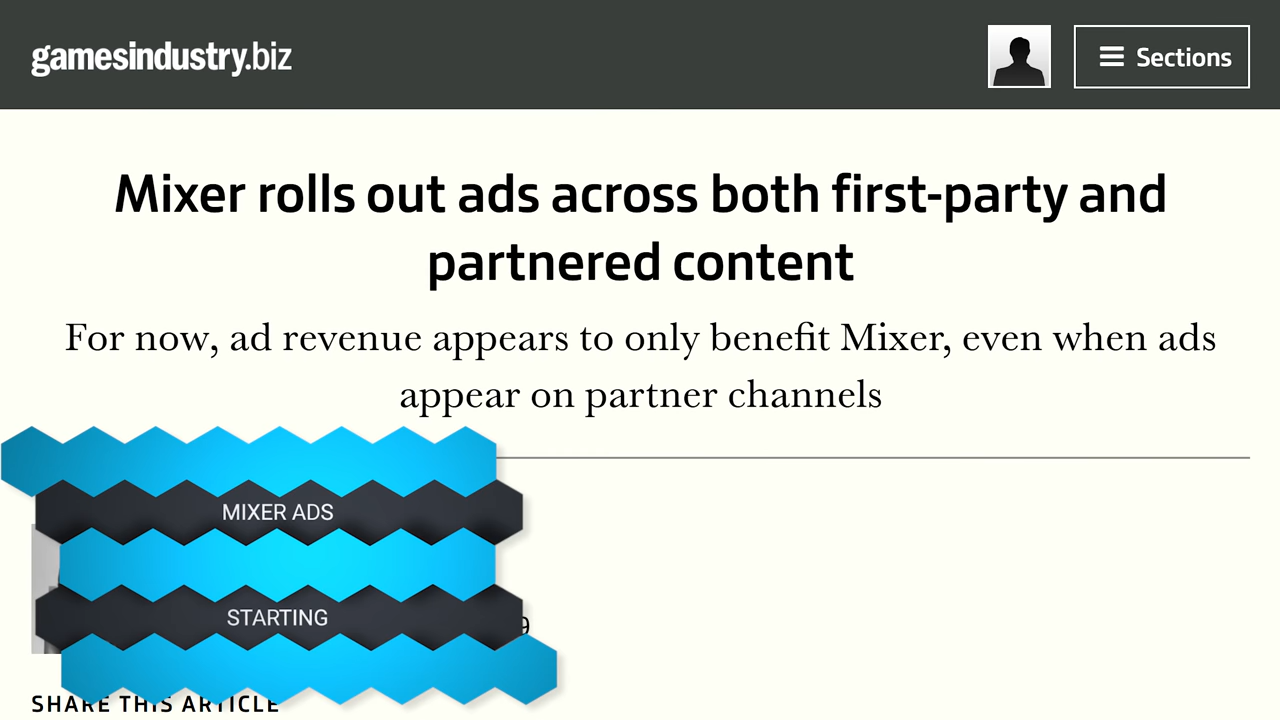 gamesindustry.biz
Sections
Mixer rolls out ads across both first-party and
partnered content
For now, ad revenue appears to only benefit Mixer, even when ads
appear on partner channels
MIXER ADS
STARTING
9
SHARE THIS ARTICLE